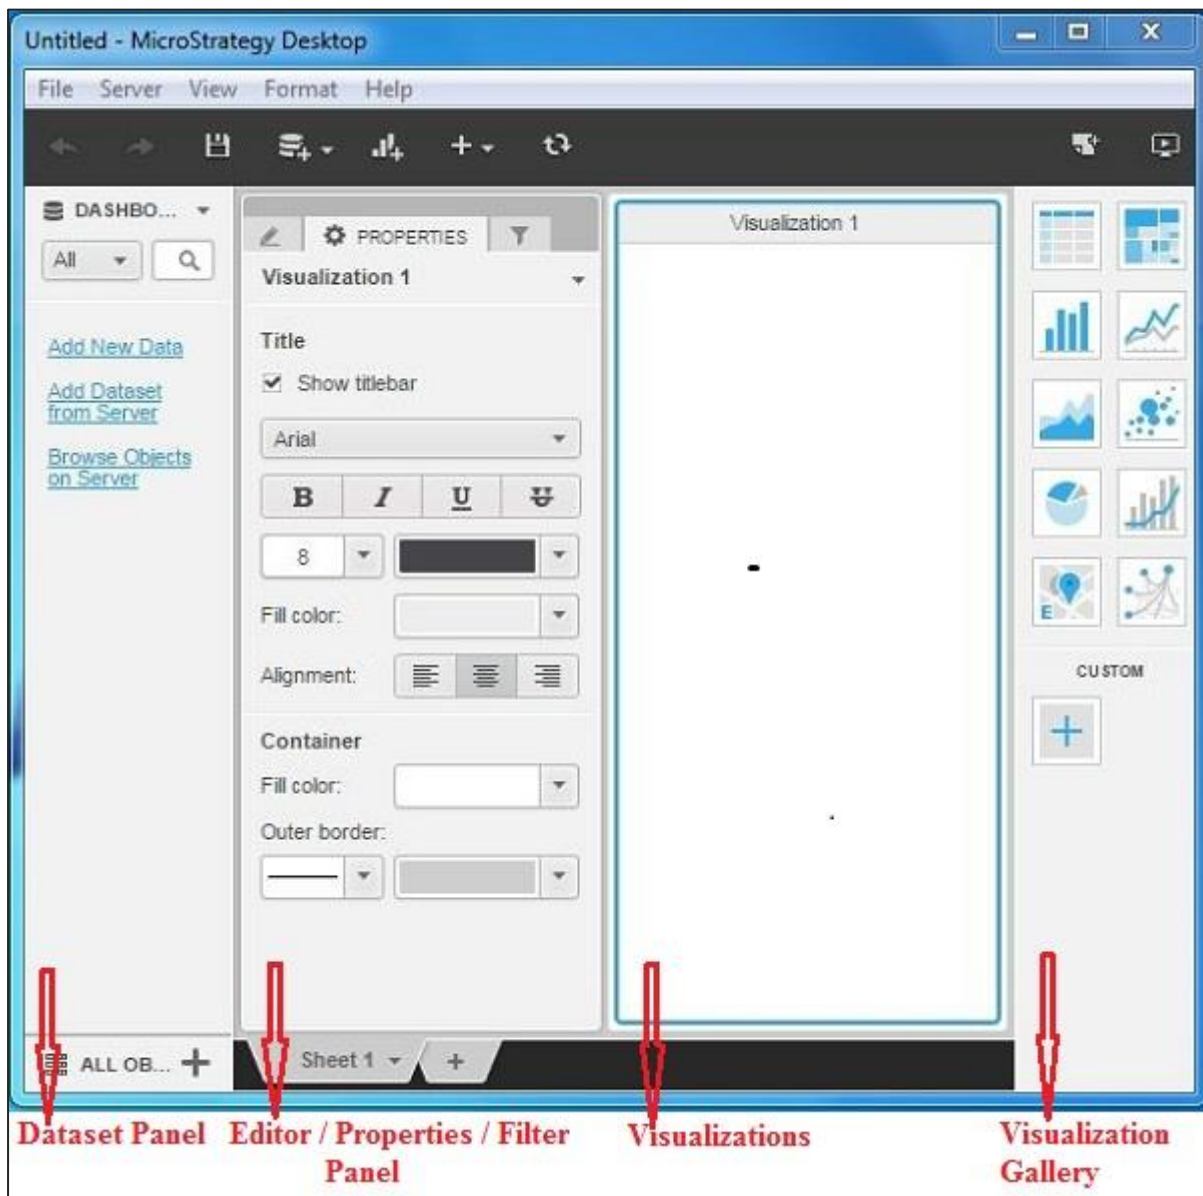 Untitled - MicroStrategy Desktop
File Server View Format Help
DASHBO...
All
Add New Data
Add Dataset
from Server
Browse Objects
on Server
ALL OB...
PROPERTIES
Visualization 1
Title
Show titlebar
Arial
B I U U
8
Fill color:
Alignment:
Container
Fill color:
Outer border:
Sheet 1
Visualization 1
E
CUSTOM
Dataset Panel
Editor / Properties / Filter
Panel
Visualizations
Visualization
Gallery